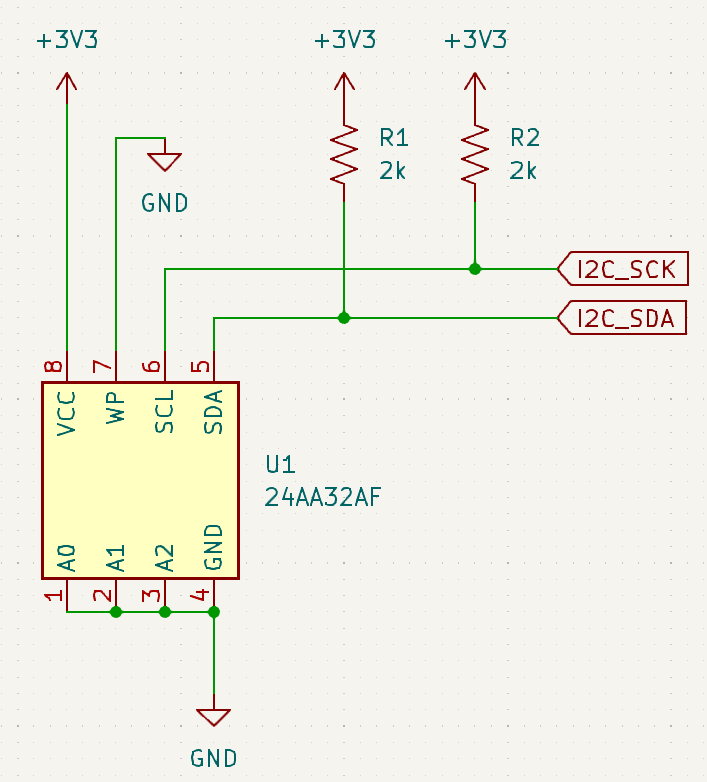 +3V3
+3V3
+3V3
R1
2k
R2
2k
GND
I2C_SCK
I2C_SDA
8
7
6
5
VCC
WP
SCL
SDA
U1
24AA32AF
A0
A1
A2
GND
1
2
3
4
GND